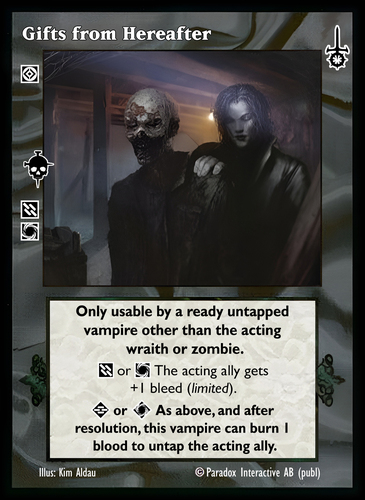 Gifts from Hereafter
Only usable by a ready untapped
vampire other than the acting
wraith or zombie.
or The acting ally gets
+1 bleed (limited).
or As above, and after
resolution, this vampire can burn 1
blood to untap the acting ally.
Illus: Kim Aldau
© Paradox Interactive AB (publ)